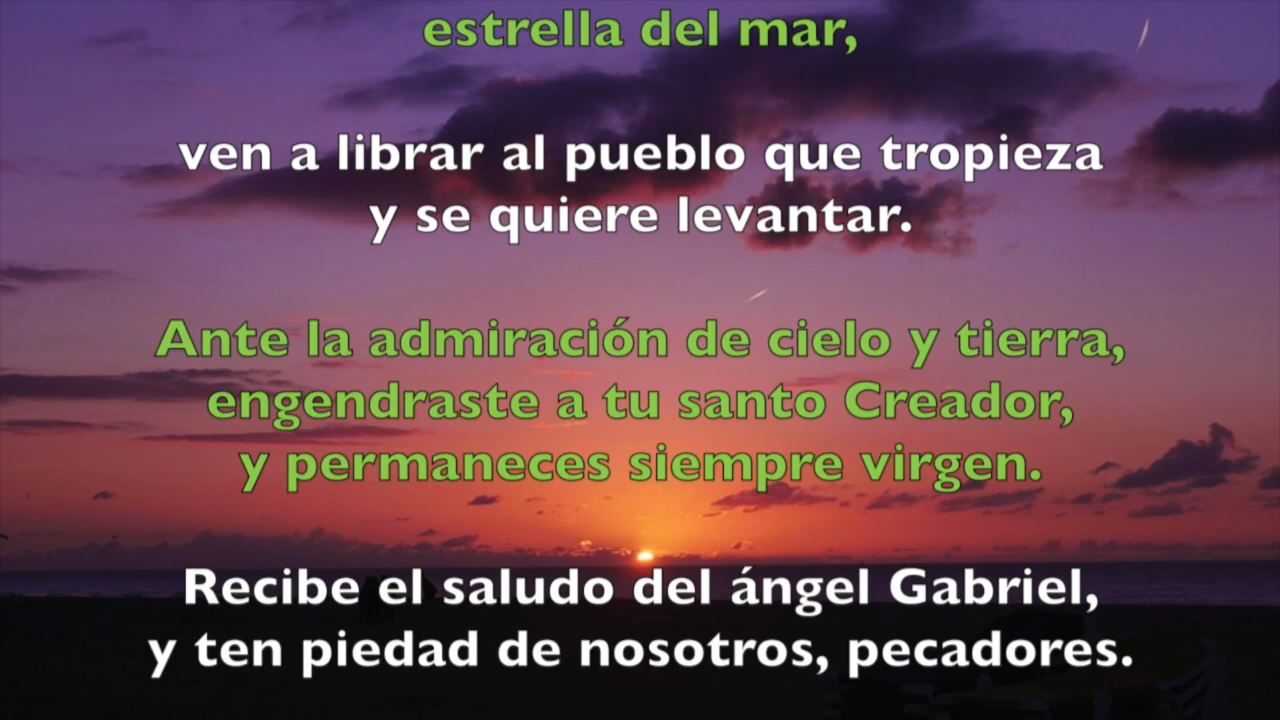 estrella del mar,
ven a librar al pueblo que tropieza
y se quiere levantar.
Ante la admiración de cielo y tierra,
engendraste a tu santo Creador,
y permaneces siempre virgen.
Recibe el saludo del ángel Gabriel,
y ten piedad de nosotros, pecadores.